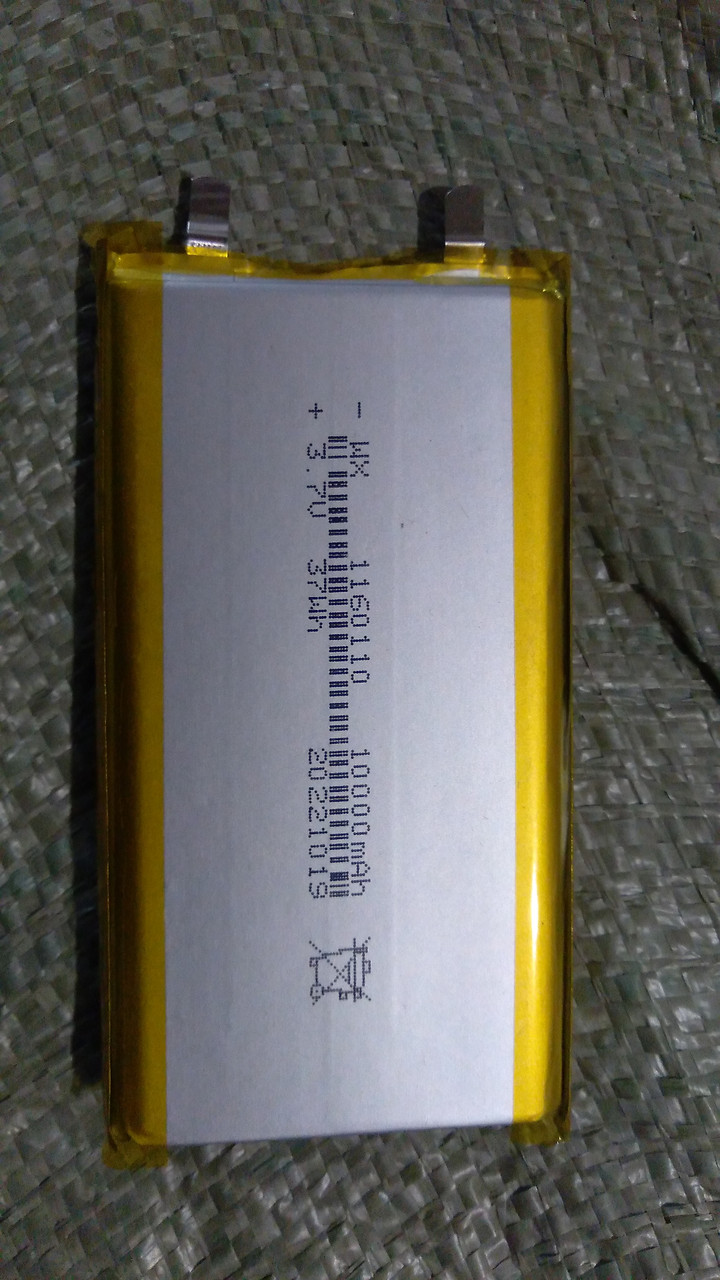 - WX 1160110 10000mAh
+ 3.7V 37Wh 20221019